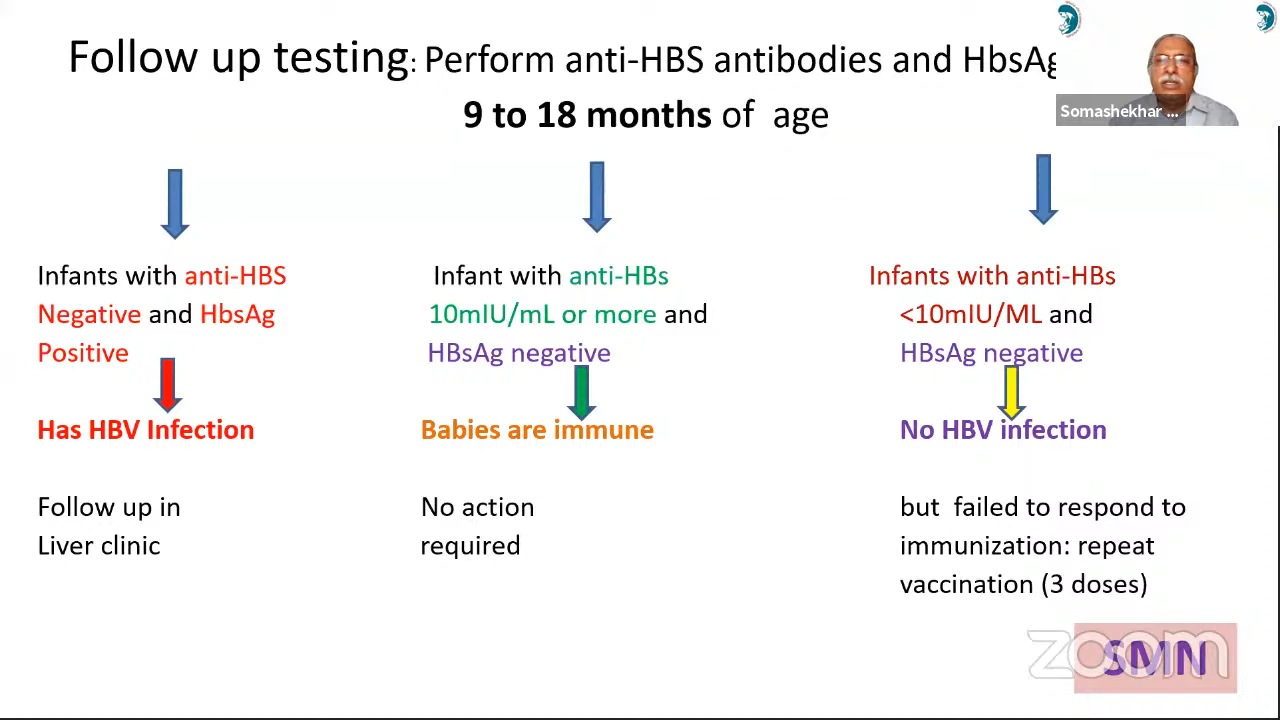 Follow up testing: Perform anti-HBS antibodies and HbsAg
9 to 18 months of age
Somashekhar ...
Infants with anti-HBS
Negative and HbsAg
Positive
Has HBV Infection
Follow up in
Liver clinic
Infant with anti-HBs
10mIU/mL or more and
HBsAg negative
Babies are immune
No action
required
Infants with anti-HBs
<10mIU/ML and
HBsAg negative
No HBV infection
but failed to respond to
immunization: repeat
vaccination (3 doses)
zoom
SMN